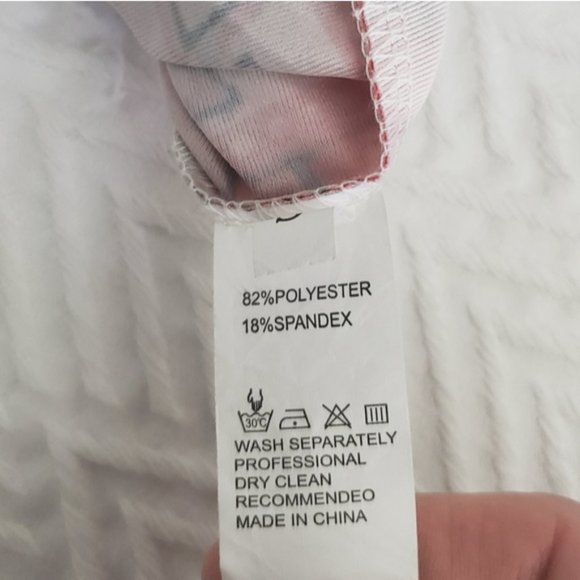 82%POLYESTER
18%SPANDEX
30℃
WASH SEPARATELY
PROFESSIONAL
DRY CLEAN
RECOMMENDEO
MADE IN CHINA